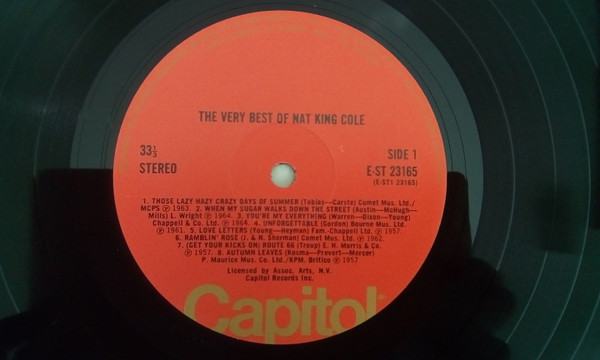 THE VERY BEST OF NAT KING COLE
33⅓
STEREO
SIDE 1
E-ST 23165
(E-ST1 23165)
1. THOSE LAZY HAZY CRAZY DAYS OF SUMMER (Tobias—Carste) Comet Mus. Ltd./
MCPS ℗ 1963. 2. WHEN MY SUGAR WALKS DOWN THE STREET (Austin—McHugh—
Mills) L. Wright ℗ 1964. 3. YOU'RE MY EVERYTHING (Warren—Dixon—Young)
Chappell & Co. Ltd. ℗ 1964. 4. UNFORGETTABLE (Gordon) Bourne Mus. Ltd.
℗ 1961. 5. LOVE LETTERS (Young—Heyman) Fam.-Chappell Ltd. ℗ 1957.
6. RAMBLIN' ROSE (J. & R. Sherman) Comet Mus. Ltd. ℗ 1962.
7. (GET YOUR KICKS ON) ROUTE 66 (Troup) E. H. Morris & Co.
℗ 1957. 8. AUTUMN LEAVES (Kosma—Prevert—Mercer)
P. Maurice Mus. Co. Ltd./KPM. Britico ℗ 1957
Licensed by Assoc. Arts, N.V.
Capitol Records Inc.
Capitol